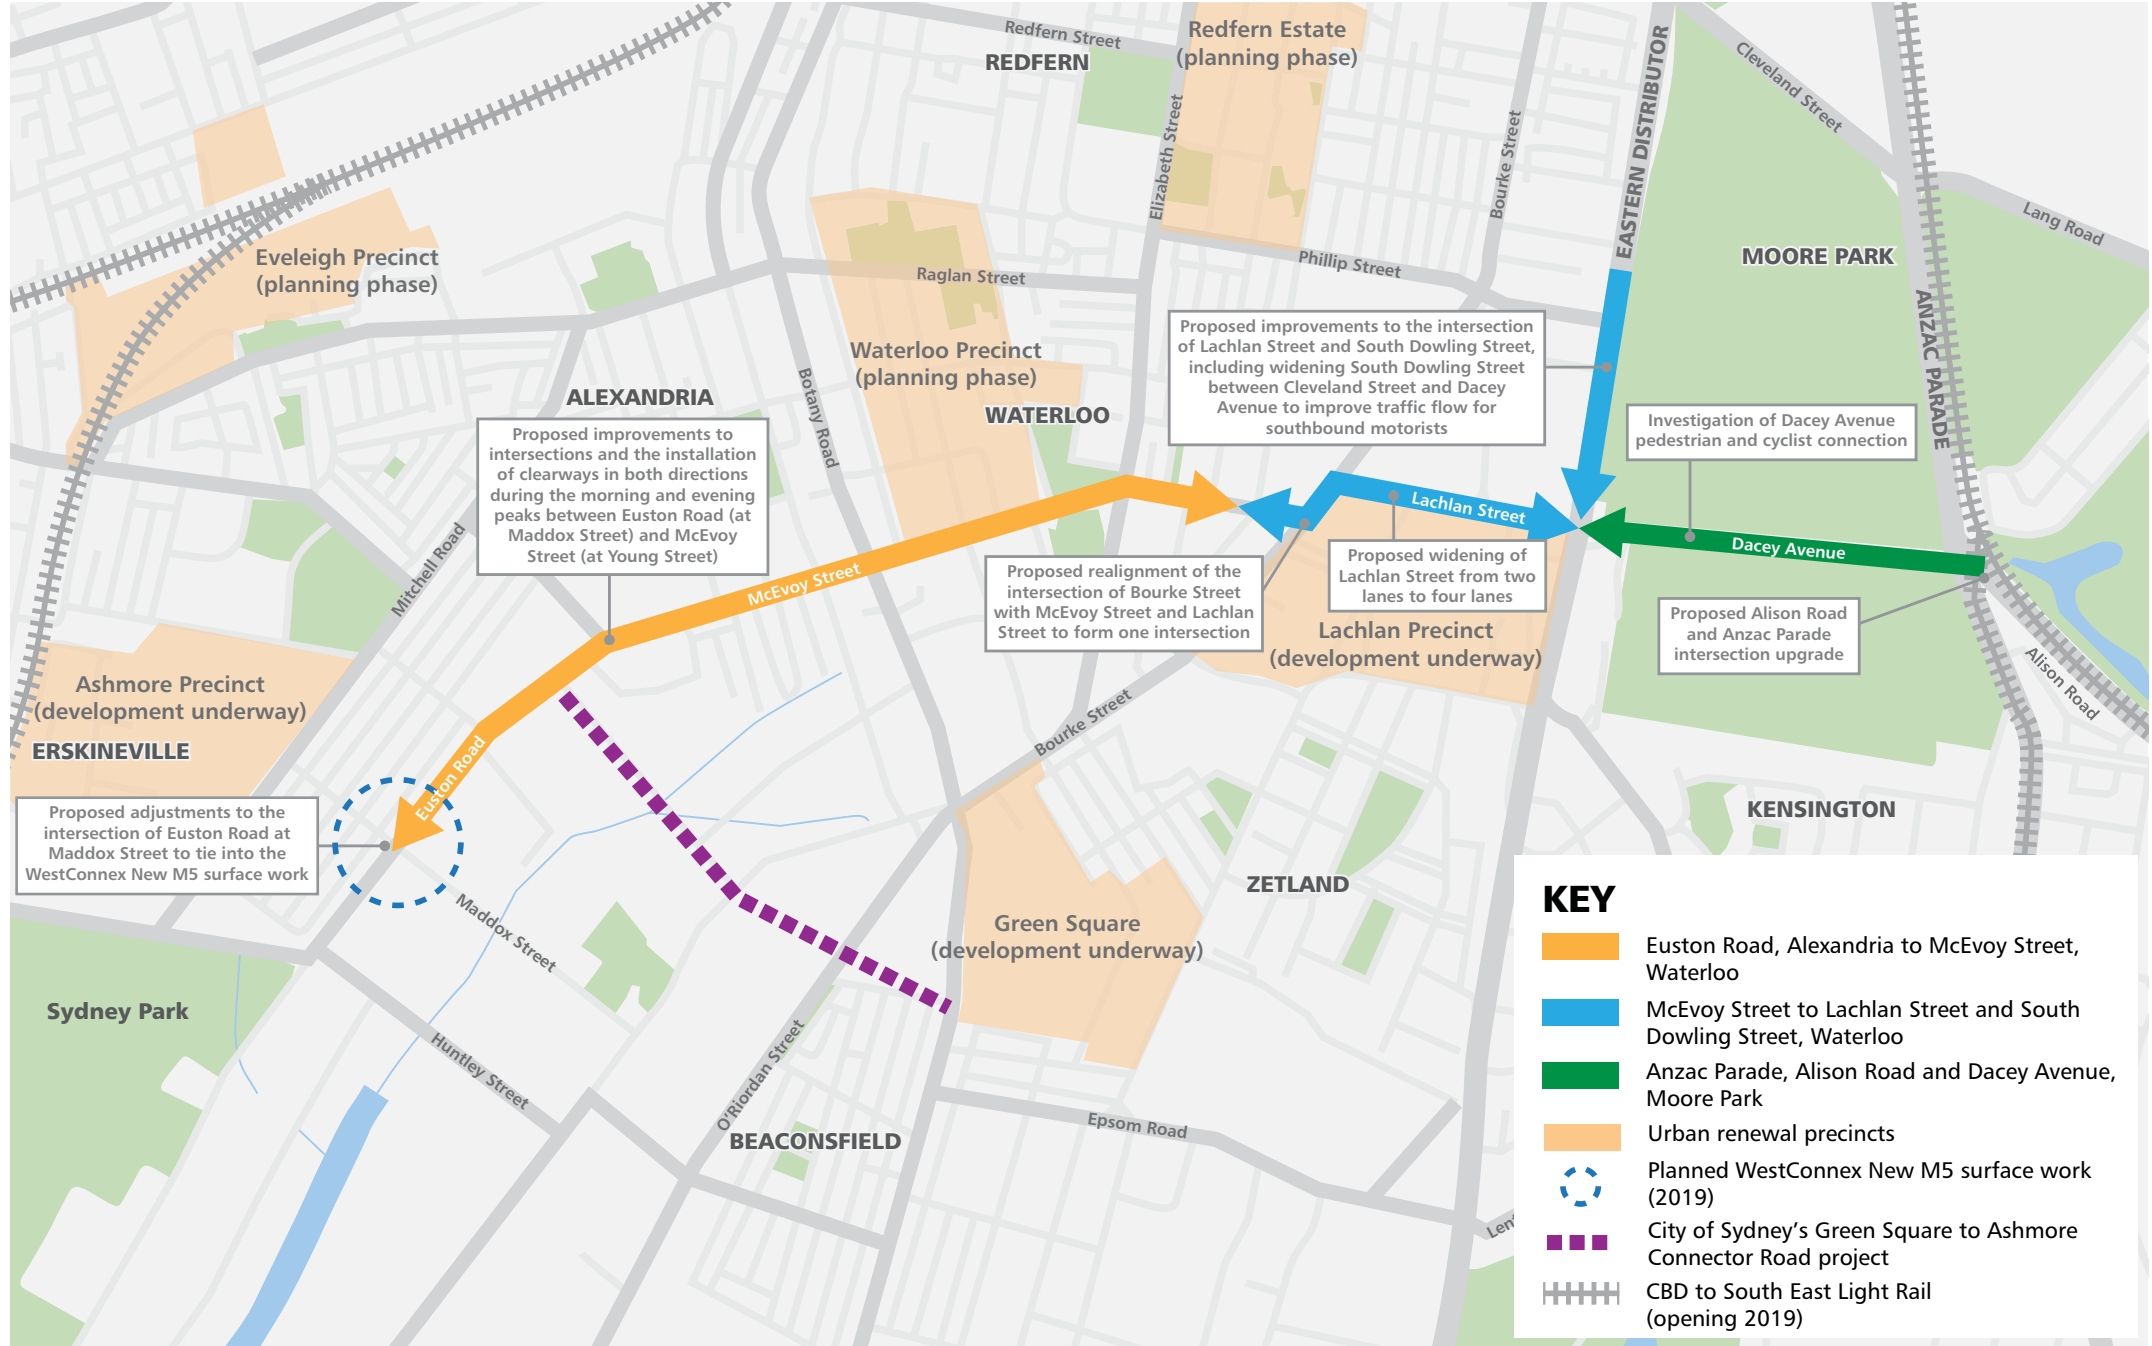 Redfern Street
REDFERN
Redfern Estate
(planning phase)
Elizabeth Street
Bourke Street
EASTERN DISTRIBUTOR
Cleveland Street
Lang Road
MOORE PARK
ANZAC PARADE
Eveleigh Precinct
(planning phase)
Raglan Street
Phillip Street
Waterloo Precinct
(planning phase)
WATERLOO
Botany Road
ALEXANDRIA
Proposed improvements to
intersections and the installation
of clearways in both directions
during the morning and evening
peaks between Euston Road (at
Maddox Street) and McEvoy
Street (at Young Street)
Proposed improvements to the intersection
of Lachlan Street and South Dowling Street,
including widening South Dowling Street
between Cleveland Street and Dacey
Avenue to improve traffic flow for
southbound motorists
Investigation of Dacey Avenue
pedestrian and cyclist connection
Lachlan Street
Dacey Avenue
McEvoy Street
Mitchell Road
Proposed realignment of the
intersection of Bourke Street
with McEvoy Street and Lachlan
Street to form one intersection
Proposed widening of
Lachlan Street from two
lanes to four lanes
Lachlan Precinct
(development underway)
Proposed Alison Road
and Anzac Parade
intersection upgrade
Alison Road
Ashmore Precinct
(development underway)
ERSKINEVILLE
Euston Road
Bourke Street
Proposed adjustments to the
intersection of Euston Road at
Maddox Street to tie into the
WestConnex New M5 surface work
Maddox Street
KENSINGTON
ZETLAND
Green Square
(development underway)
Sydney Park
Huntley Street
O'Riordan Street
BEACONSFIELD
Epsom Road
KEY
Euston Road, Alexandria to McEvoy Street,
Waterloo
McEvoy Street to Lachlan Street and South
Dowling Street, Waterloo
Anzac Parade, Alison Road and Dacey Avenue,
Moore Park
Urban renewal precincts
Planned WestConnex New M5 surface work
(2019)
City of Sydney's Green Square to Ashmore
Connector Road project
CBD to South East Light Rail
(opening 2019)